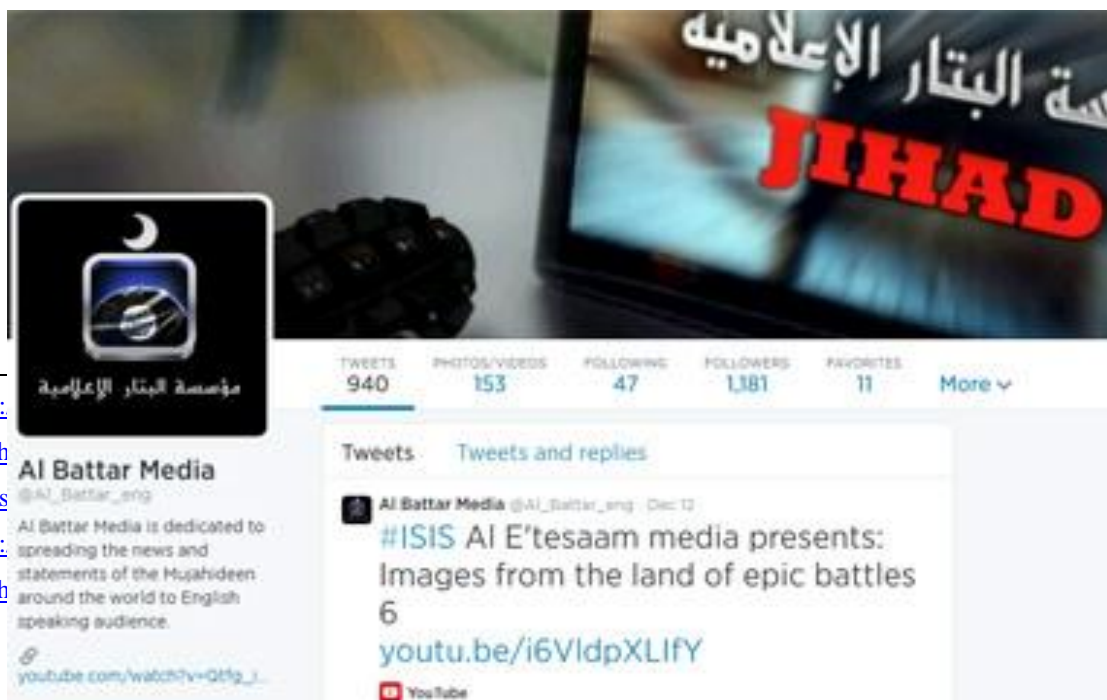 سة البتار الإعلامية
JIHAD
مؤسسة البتار الإعلامية
TWEETS PHOTOS/VIDEOS FOLLOWING FOLLOWERS FAVORITES
940 153 47 1,181 11 More
Al Battar Media
@Al_Battar_eng
Al Battar Media is dedicated to
spreading the news and
statements of the Mujahideen
around the world to English
speaking audience.
Tweets Tweets and replies
Al Battar Media @Al_Battar_eng · Dec 12
#ISIS Al E'tesaam media presents:
Images from the land of epic battles
6
youtu.be/i6VldpXLIfY
YouTube